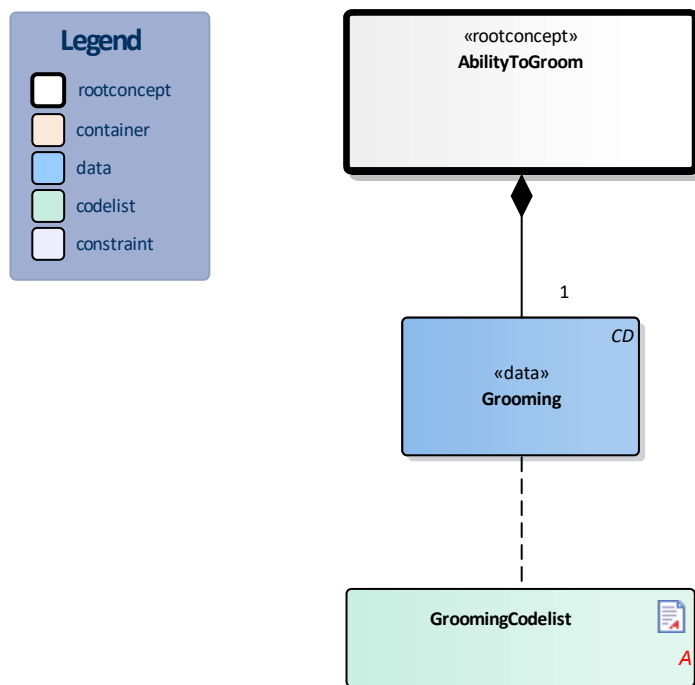 Legend
rootconcept
container
data
codelist
constraint
«rootconcept»
AbilityToGroom
1
CD
«data»
Grooming
GroomingCodelist
A